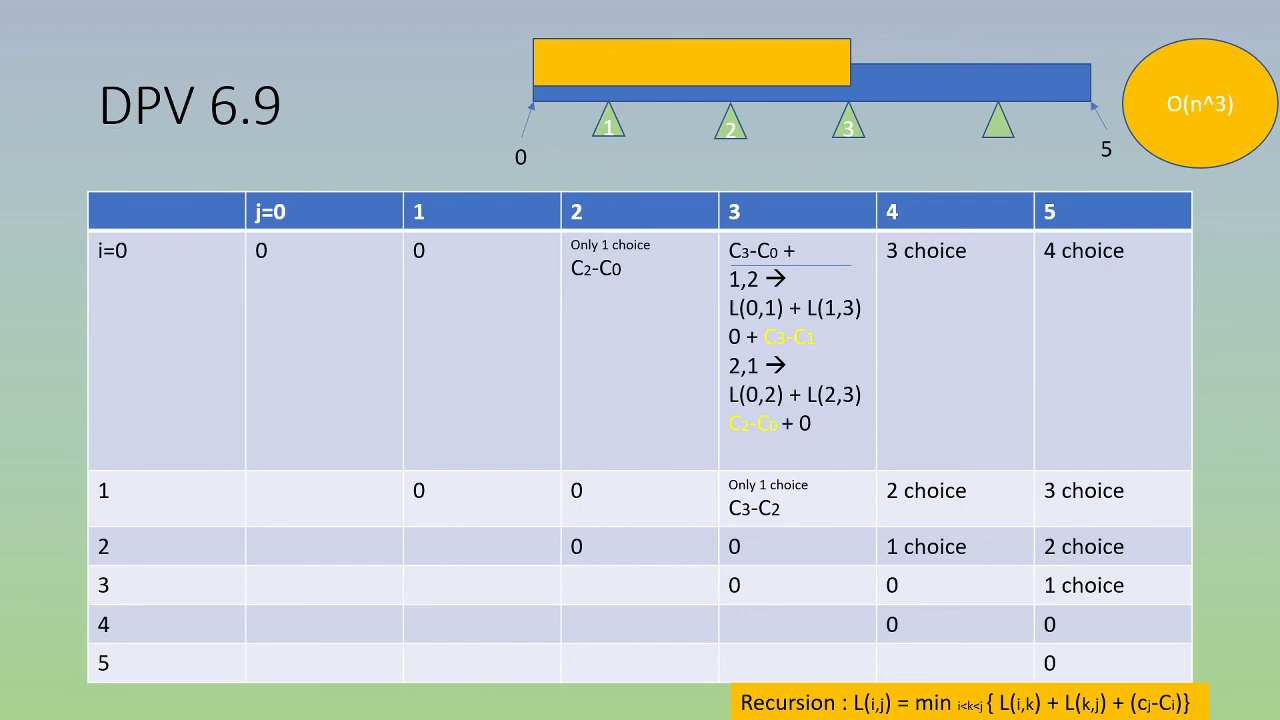 DPV 6.9
O(n^3)
1
2
3
0
5
j=0 1 2 3 4 5
i=0 0 0 Only 1 choice C₃-C₀ + 3 choice 4 choice
C₂-C₀
1,2 →
L(0,1) + L(1,3)
0 + C₃-C₁
2,1 →
L(0,2) + L(2,3)
C₂-C₀ + 0
1 0 0 Only 1 choice 2 choice 3 choice
C₃-C₂
2 0 0 1 choice 2 choice
3 0 0 1 choice
4 0 0
5 0
Recursion : L(i,j) = min i<k<j { L(i,k) + L(k,j) + (cj-Ci)}